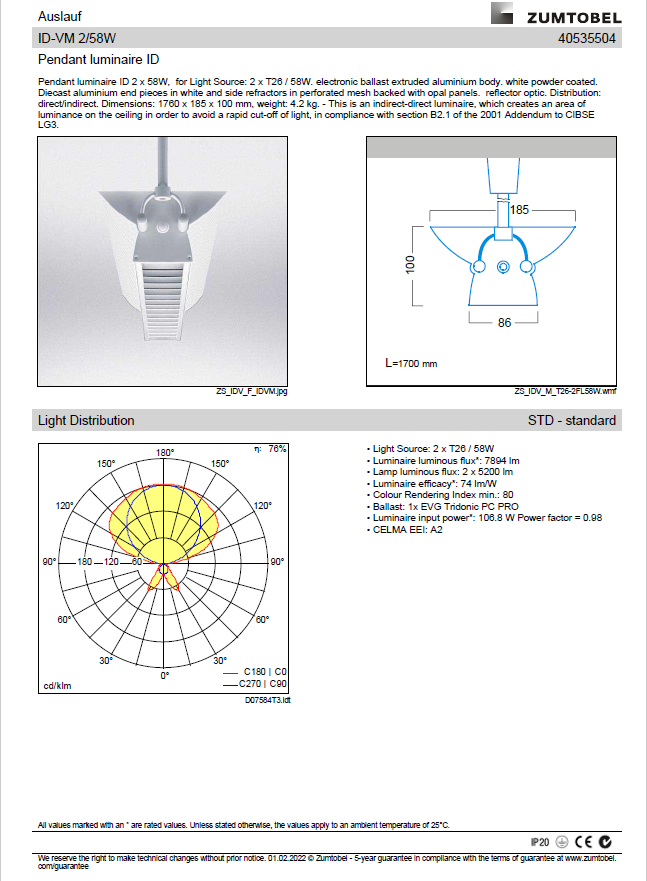 Auslauf
ZUMTOBEL
ID-VM 2/58W 40535504
Pendant luminaire ID
Pendant luminaire ID 2 x 58W, for Light Source: 2 x T26 / 58W. electronic ballast extruded aluminium body. white powder coated.
Diecast aluminium end pieces in white and side refractors in perforated mesh backed with opal panels. reflector optic. Distribution:
direct/indirect. Dimensions: 1760 x 185 x 100 mm, weight: 4.2 kg. - This is an indirect-direct luminaire, which creates an area of
luminance on the ceiling in order to avoid a rapid cut-off of light, in compliance with section B2.1 of the 2001 Addendum to CIBSE
LG3.
185
100
86
L=1700 mm
ZS_IDV_F_IDVM.jpg
ZS_IDV_M_T26-2FL58W.wmf
Light Distribution STD - standard
η: 76%
180°
150° 150°
120° 120°
90° 180 120 60 90°
60° 60°
30° 30°
0°
cd/klm
C180 | C0
C270 | C90
D07584T3.ldt
• Light Source: 2 x T26 / 58W
• Luminaire luminous flux*: 7894 lm
• Lamp luminous flux: 2 x 5200 lm
• Luminaire efficacy*: 74 lm/W
• Colour Rendering Index min.: 80
• Ballast: 1x EVG Tridonic PC PRO
• Luminaire input power*: 106.8 W Power factor = 0.98
• CELMA EEI: A2
All values marked with an * are rated values. Unless stated otherwise, the values apply to an ambient temperature of 25°C.
IP20 CE
We reserve the right to make technical changes without prior notice. 01.02.2022 © Zumtobel - 5-year guarantee in compliance with the terms of guarantee at www.zumtobel.
com/guarantee